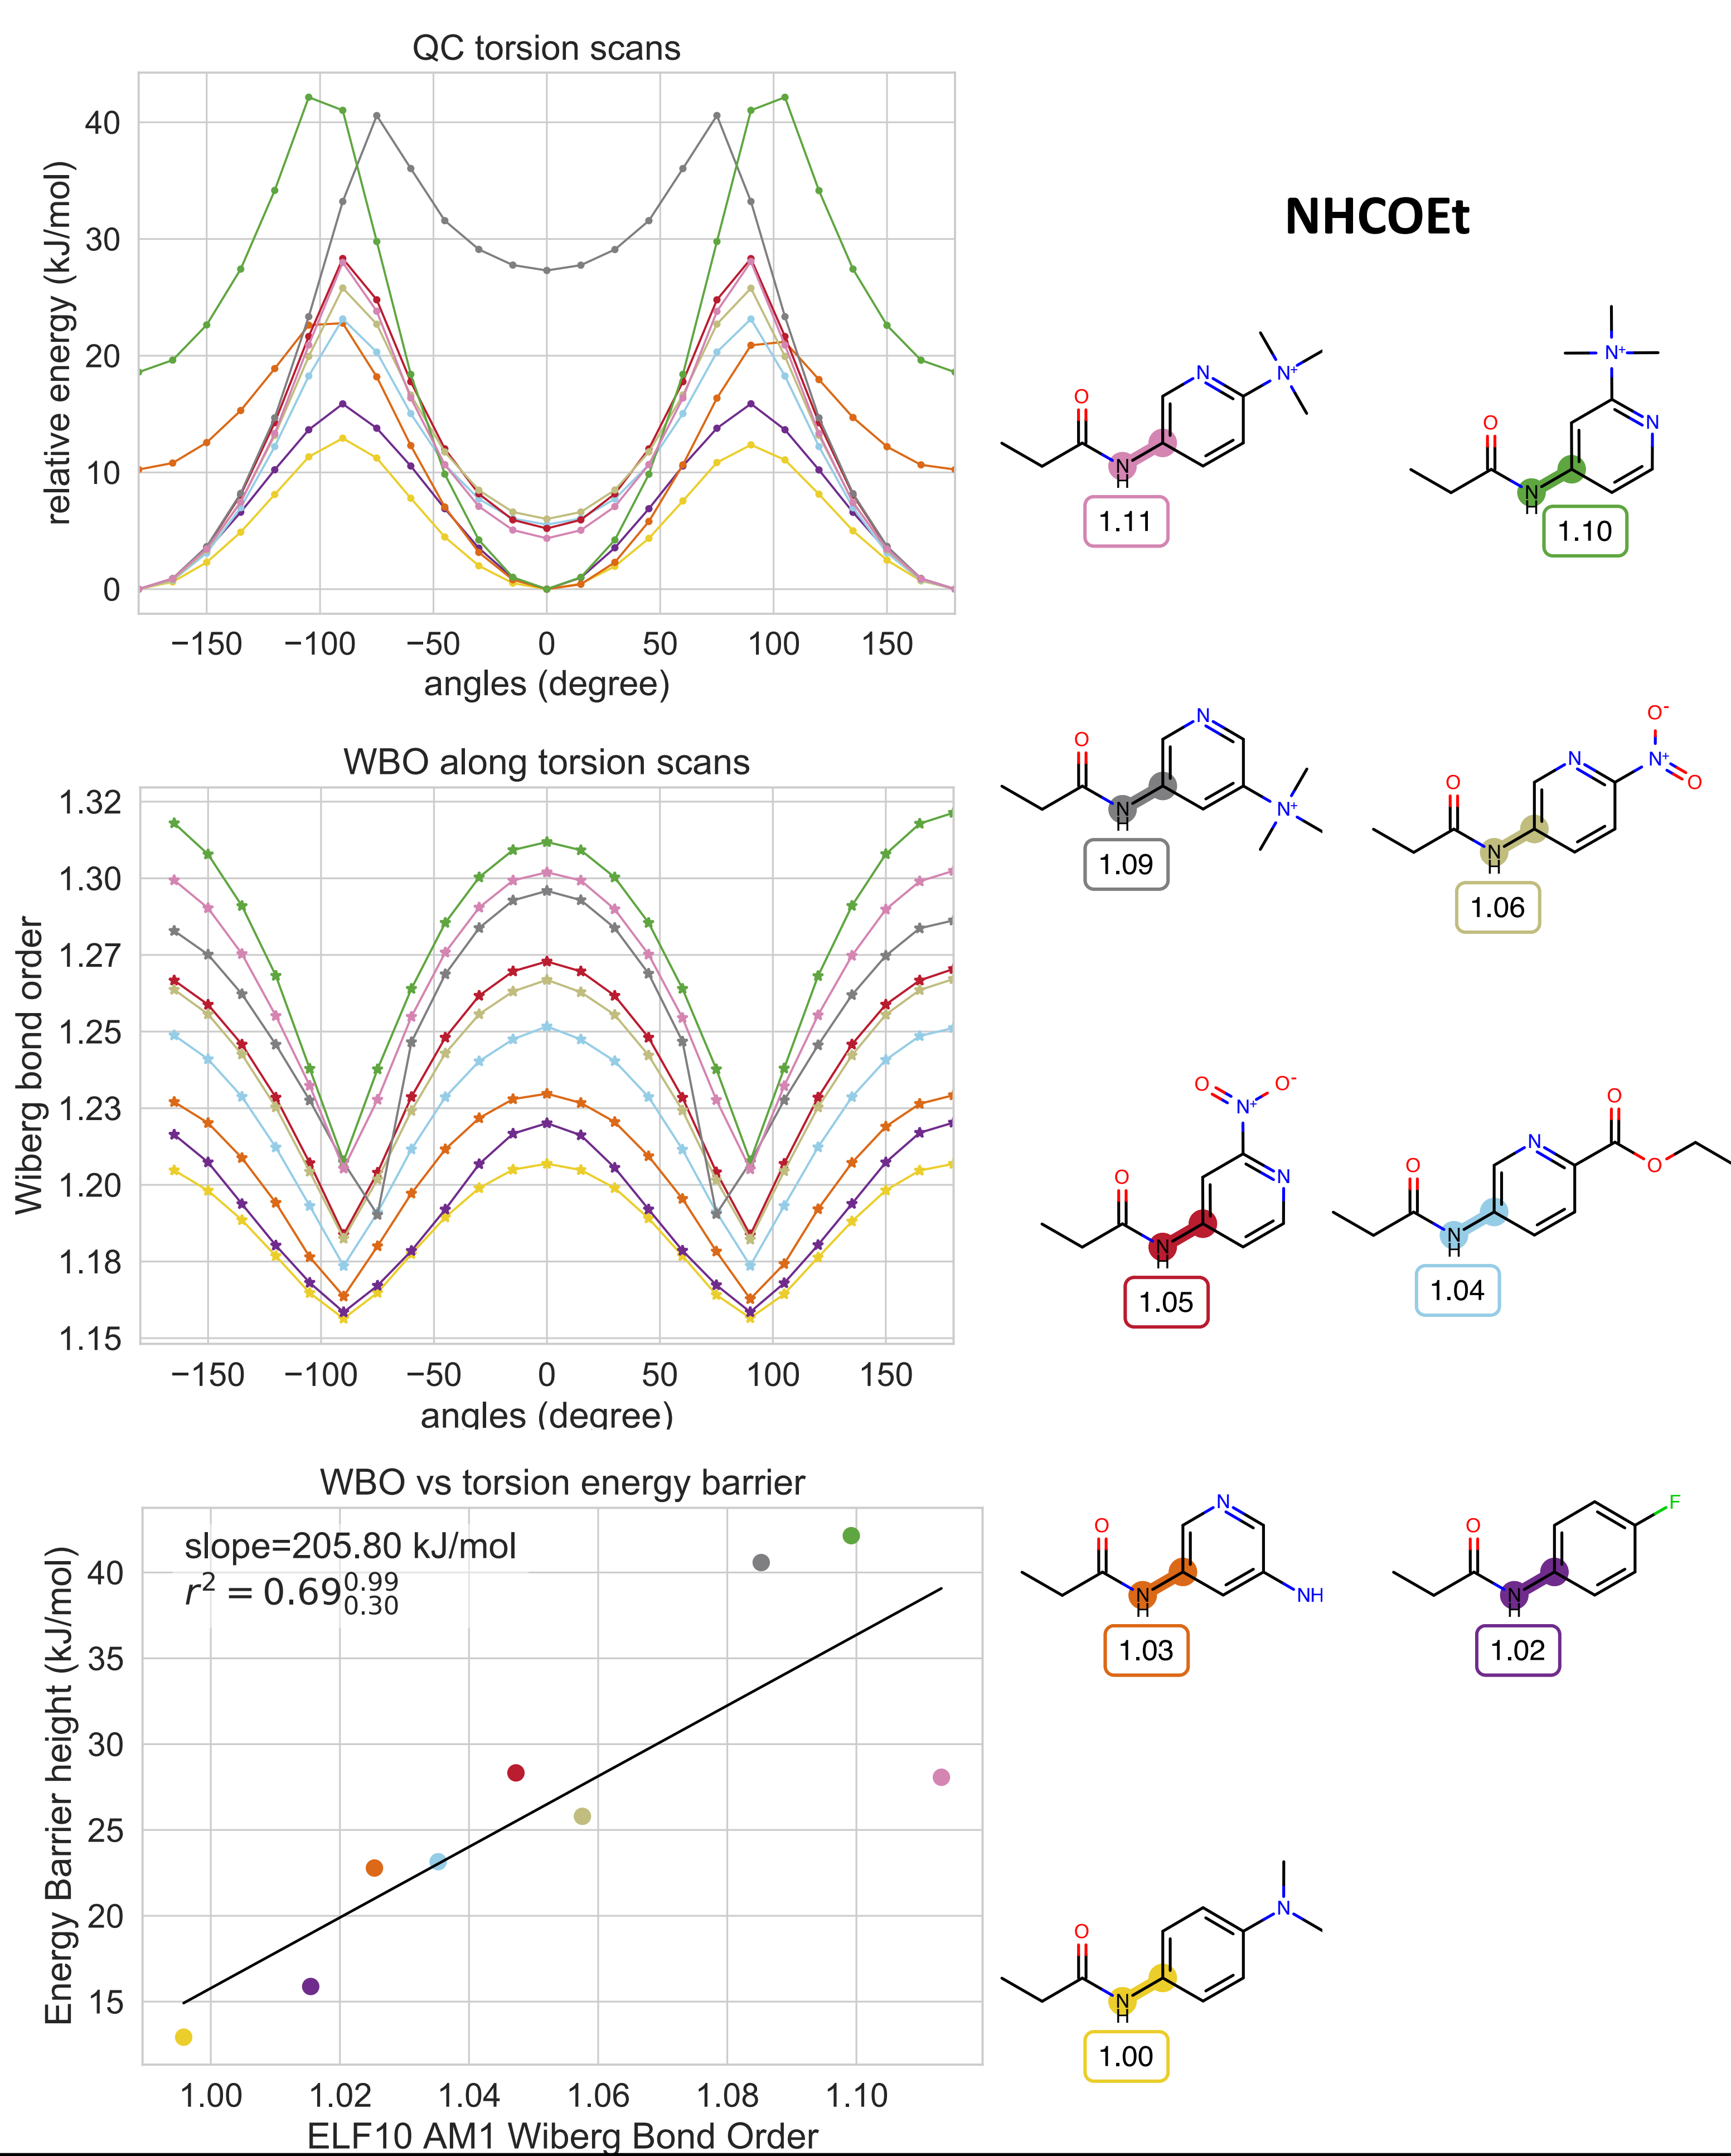 QC torsion scans
40
30
20
10
0
relative energy (kJ/mol)
−150 −100 −50 0 50 100 150
angles (degree)
NHCOEt
O N H N N+
1.11
O N H N N+
1.10
WBO along torsion scans
1.32
1.30
1.27
1.25
1.23
1.20
1.18
1.15
Wiberg bond order
−150 −100 −50 0 50 100 150
angles (degree)
O N H N N+
1.09
O N H N N+ O- O
1.06
O N H N N+ O O-
1.05
O N H N O O
1.04
WBO vs torsion energy barrier
slope=205.80 kJ/mol
r² = 0.69 0.99 0.30
40
35
30
25
20
15
Energy Barrier height (kJ/mol)
1.00 1.02 1.04 1.06 1.08 1.10
ELF10 AM1 Wiberg Bond Order
O N H N NH
1.03
O N H F
1.02
O N H N
1.00